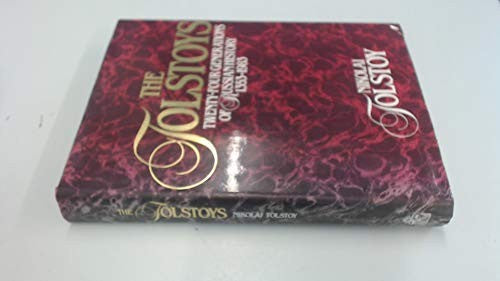 THE
TOLSTOYS
TWENTY-FOUR GENERATIONS
OF RUSSIAN HISTORY
1353-1983
NIKOLAI
TOLSTOY
THE TOLSTOYS NIKOLAI TOLSTOY